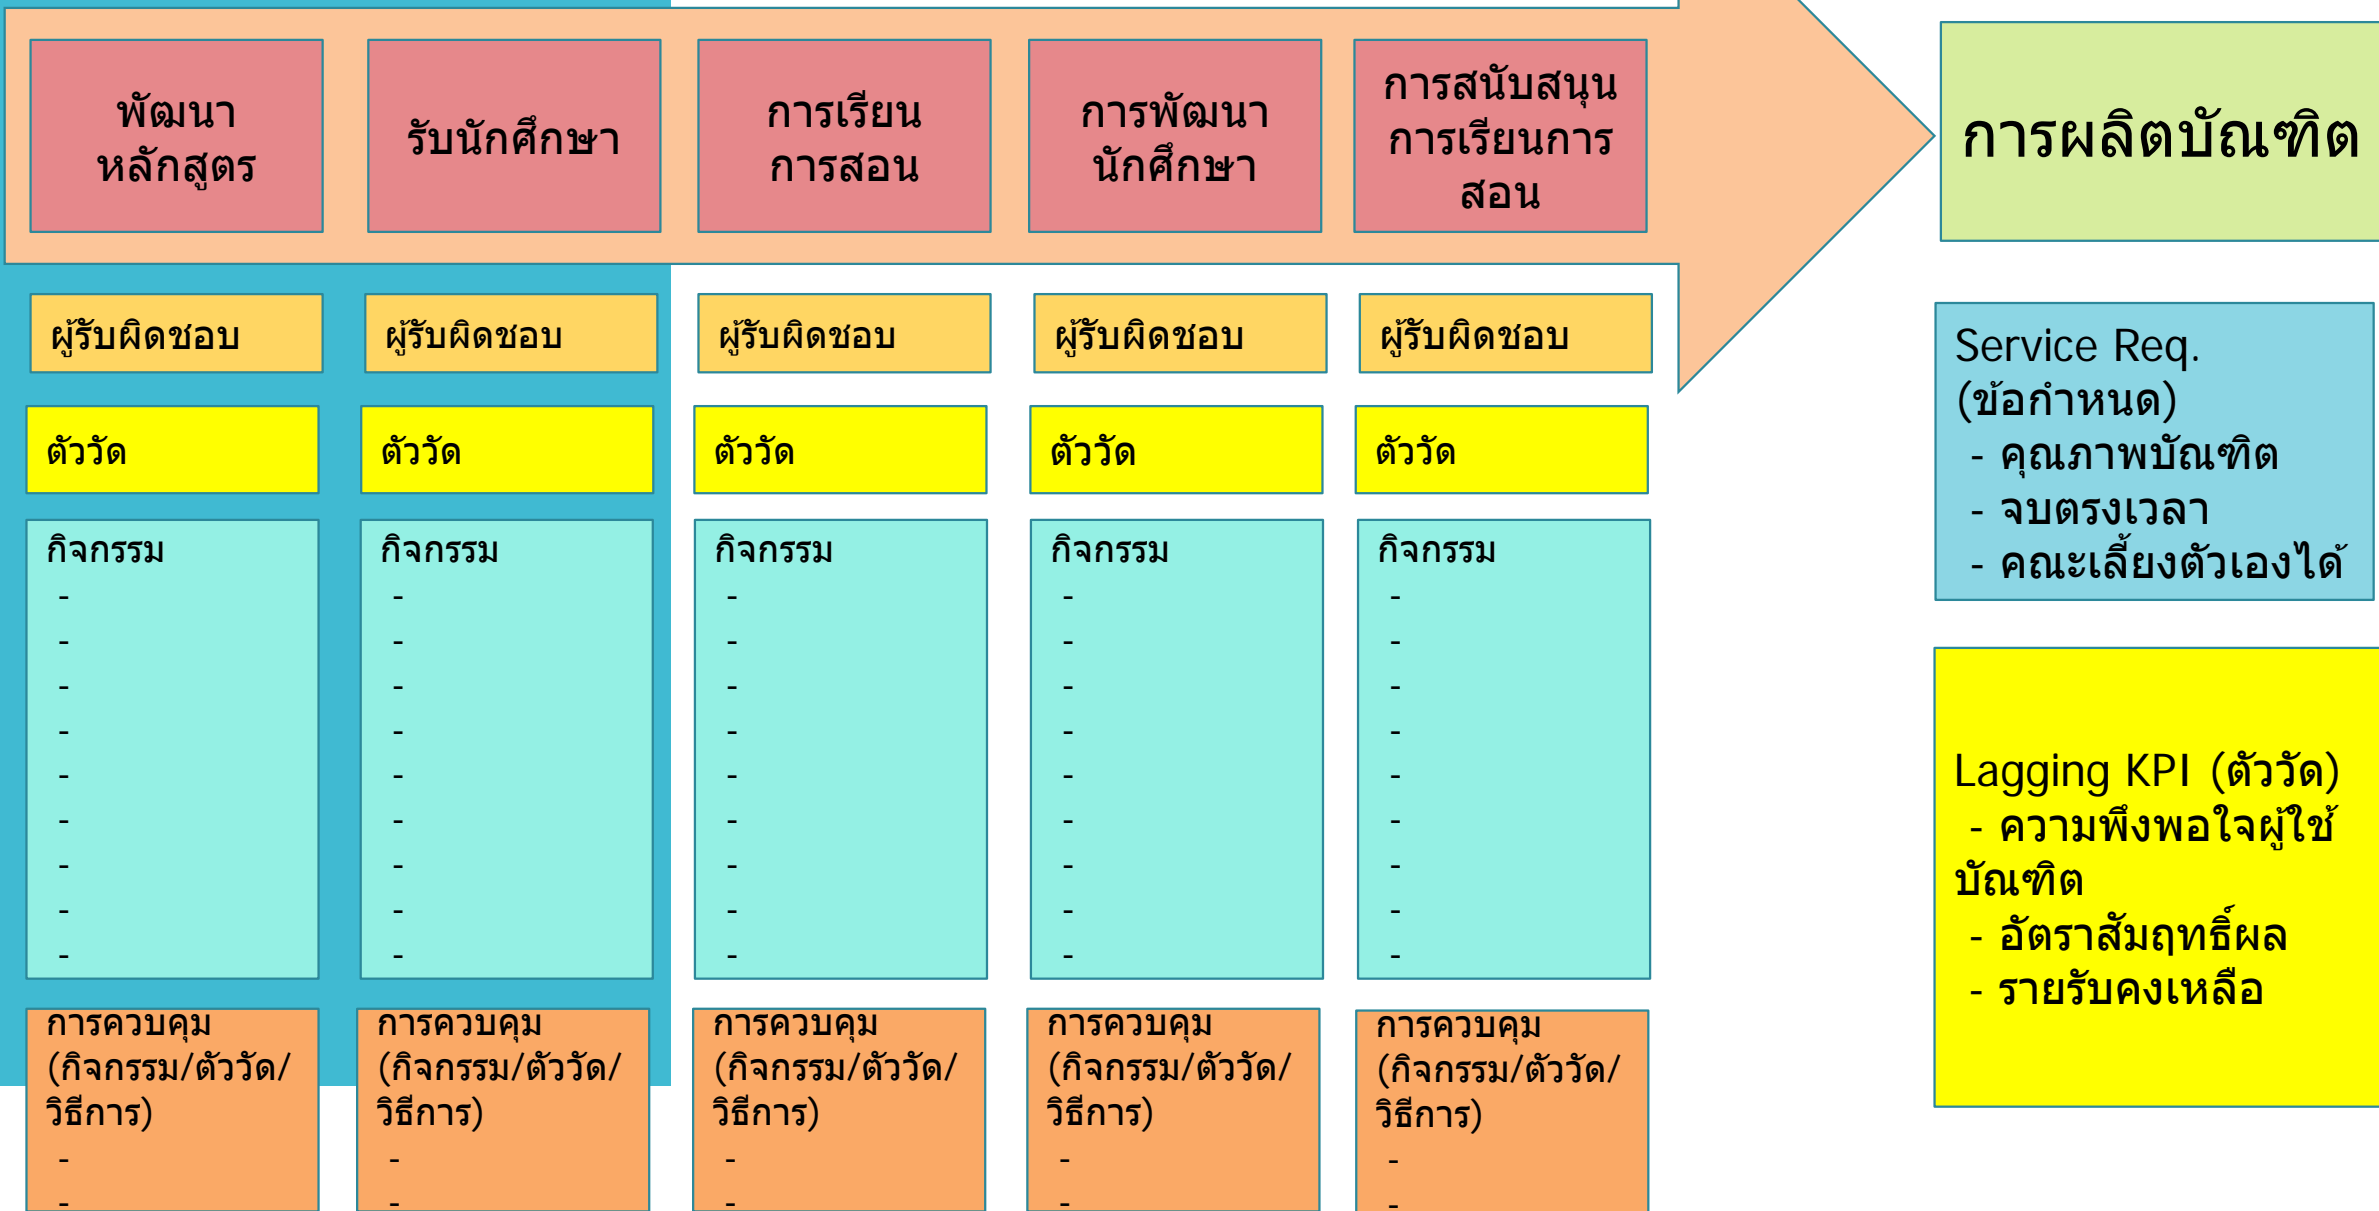 พัฒนา
หลักสูตร
รับนักศึกษา
การเรียน
การสอน
การพัฒนา
นักศึกษา
การสนับสนุน
การเรียนการ
สอน
การผลิตบัณฑิต
ผู้รับผิดชอบ
ผู้รับผิดชอบ
ผู้รับผิดชอบ
ผู้รับผิดชอบ
ผู้รับผิดชอบ
ตัววัด
ตัววัด
ตัววัด
ตัววัด
ตัววัด
กิจกรรม
-
-
-
-
-
-
-
-
-
กิจกรรม
-
-
-
-
-
-
-
-
-
กิจกรรม
-
-
-
-
-
-
-
-
-
กิจกรรม
-
-
-
-
-
-
-
-
-
กิจกรรม
-
-
-
-
-
-
-
-
-
การควบคุม
(กิจกรรม/ตัววัด/
วิธีการ)
-
-
การควบคุม
(กิจกรรม/ตัววัด/
วิธีการ)
-
-
การควบคุม
(กิจกรรม/ตัววัด/
วิธีการ)
-
-
การควบคุม
(กิจกรรม/ตัววัด/
วิธีการ)
-
-
การควบคุม
(กิจกรรม/ตัววัด/
วิธีการ)
-
-
Service Req.
(ข้อกำหนด)
- คุณภาพบัณฑิต
- จบตรงเวลา
- คณะเลี้ยงตัวเองได้
Lagging KPI (ตัววัด)
- ความพึงพอใจผู้ใช้
บัณฑิต
- อัตราสัมฤทธิ์ผล
- รายรับคงเหลือ